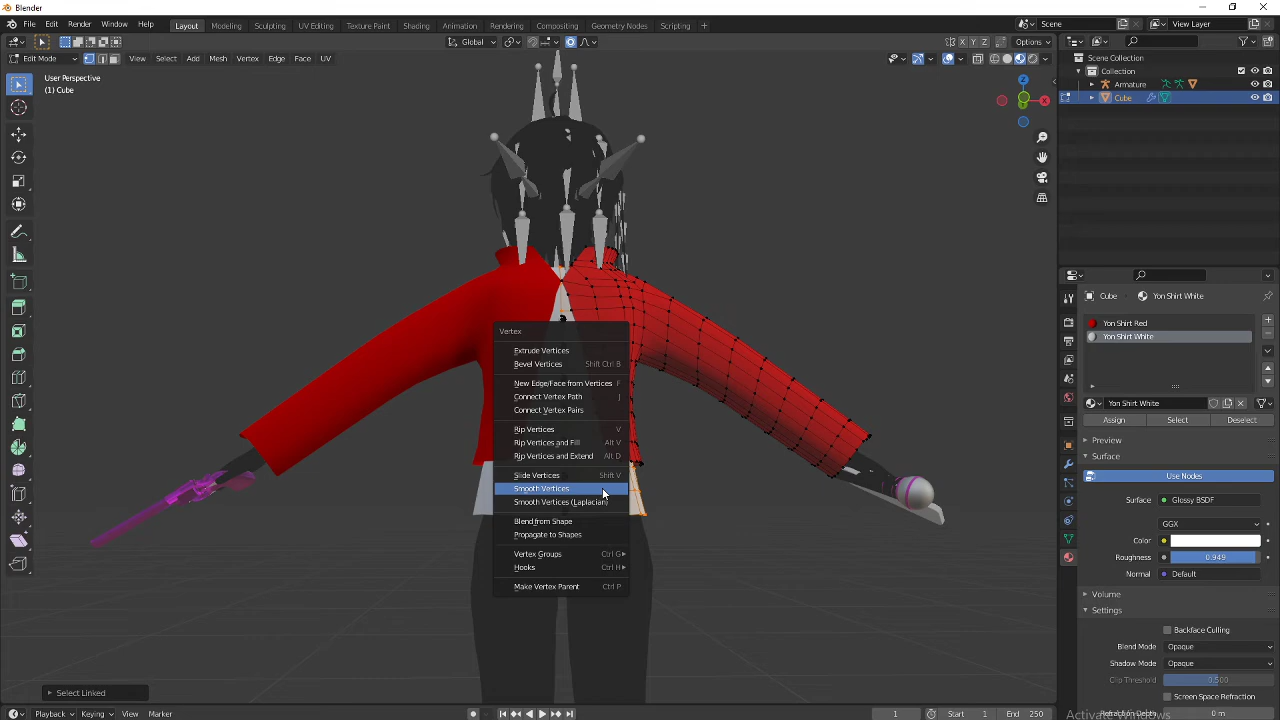 Blender
File Edit Render Window Help Layout Modeling Sculpting UV Editing Texture Paint Shading Animation Rendering Compositing Geometry Nodes Scripting + Scene View Layer
Global X Y Z Options
Edit Mode View Select Add Mesh Vertex Edge Face UV
User Perspective
(1) Cube
Z
X
Y
Scene Collection
Collection
Armature
Cube
Cube Yon Shirt White
Yon Shirt Red
Yon Shirt White
Yon Shirt White
Assign Select Deselect
Preview
Surface
Use Nodes
Surface Glossy BSDF
GGX
Color
Roughness 0.949
Normal Default
Volume
Settings
Backface Culling
Blend Mode Opaque
Shadow Mode Opaque
Clip Threshold 0.500
Screen Space Refraction
Refraction Depth 0 m
Vertex
Extrude Vertices
Bevel Vertices Shift Ctrl B
New Edge/Face from Vertices F
Connect Vertex Path J
Connect Vertex Pairs
Rip Vertices V
Rip Vertices and Fill Alt V
Rip Vertices and Extend Alt D
Slide Vertices Shift V
Smooth Vertices
Smooth Vertices (Laplacian)
Blend from Shape
Propagate to Shapes
Vertex Groups Ctrl G
Hooks Ctrl H
Make Vertex Parent Ctrl P
Select Linked
Playback Keying View Marker 1 Start 1 End 250
Activate Windows